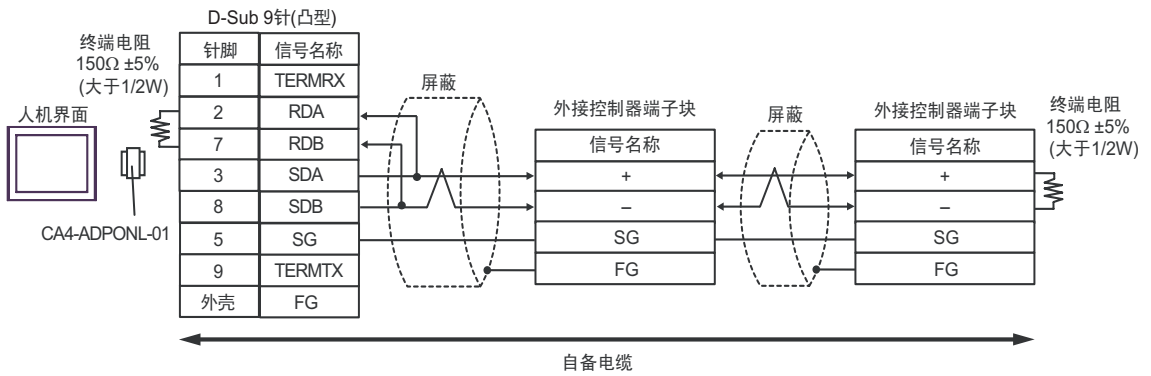 D-Sub 9针(凸型)
终端电阻
150Ω ±5%
(大于1/2W)
人机界面
CA4-ADPONL-01
针脚 信号名称
1 TERMRX
2 RDA
7 RDB
3 SDA
8 SDB
5 SG
9 TERMTX
外壳 FG
屏蔽
外接控制器端子块
信号名称
+
–
SG
FG
屏蔽
外接控制器端子块
信号名称
+
–
SG
FG
终端电阻
150Ω ±5%
(大于1/2W)
自备电缆